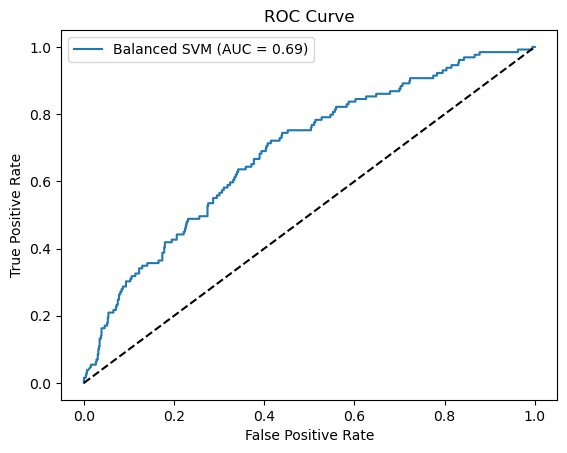 ROC Curve
Balanced SVM (AUC = 0.69)
True Positive Rate
1.0
0.8
0.6
0.4
0.2
0.0
0.0 0.2 0.4 0.6 0.8 1.0
False Positive Rate